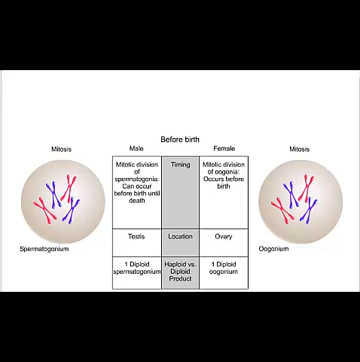 Before birth
Mitosis
Male
Female
Mitosis
Mitotic division
of
spermatogonia:
Can occur
before birth until
death
Timing
Mitotic division
of oogonia:
Occurs before
birth
Testis
Location
Ovary
Spermatogonium
Oogonium
1 Diploid
spermatogonium
Haploid vs.
Diploid
Product
1 Diploid
oogonium